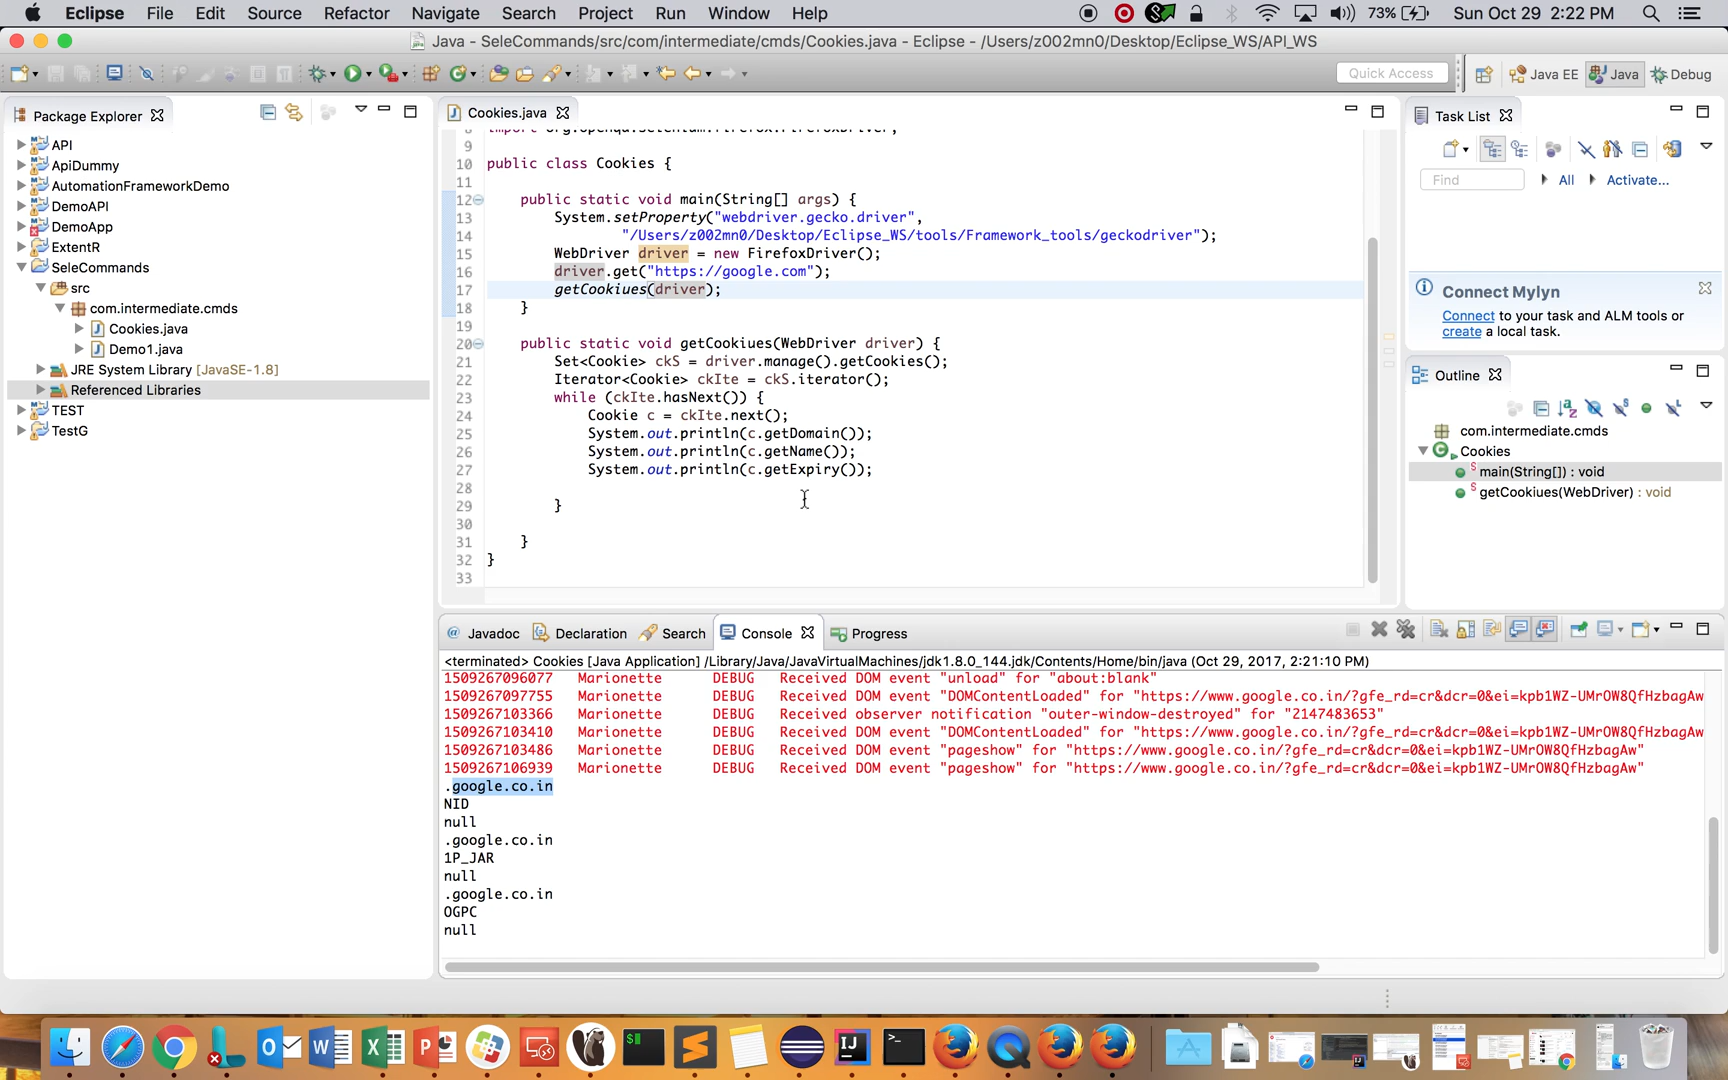 Eclipse File Edit Source Refactor Navigate Search Project Run Window Help 73% Sun Oct 29 2:22 PM
Java - SeleCommands/src/com/intermediate/cmds/Cookies.java - Eclipse - /Users/z002mn0/Desktop/Eclipse_WS/API_WS
Quick Access Java EE Java Debug
Package Explorer
API
ApiDummy
AutomationFrameworkDemo
DemoAPI
DemoApp
ExtentR
SeleCommands
src
com.intermediate.cmds
Cookies.java
Demo1.java
JRE System Library [JavaSE-1.8]
Referenced Libraries
TEST
TestG
Cookies.java
8 import org.openqa.selenium.firefox.FirefoxDriver;
9
10 public class Cookies {
11
12 public static void main(String[] args) {
13 System.setProperty("webdriver.gecko.driver",
14 "/Users/z002mn0/Desktop/Eclipse_WS/tools/Framework_tools/geckodriver");
15 WebDriver driver = new FirefoxDriver();
16 driver.get("https://google.com");
17 getCookiues(driver);
18 }
19
20 public static void getCookiues(WebDriver driver) {
21 Set<Cookie> ckS = driver.manage().getCookies();
22 Iterator<Cookie> ckIte = ckS.iterator();
23 while (ckIte.hasNext()) {
24 Cookie c = ckIte.next();
25 System.out.println(c.getDomain());
26 System.out.println(c.getName());
27 System.out.println(c.getExpiry());
28
29 }
30
31 }
32 }
33
Task List
Find All Activate...
Connect Mylyn
Connect to your task and ALM tools or
create a local task.
Outline
com.intermediate.cmds
Cookies
main(String[]) : void
getCookiues(WebDriver) : void
@ Javadoc Declaration Search Console Progress
<terminated> Cookies [Java Application] /Library/Java/JavaVirtualMachines/jdk1.8.0_144.jdk/Contents/Home/bin/java (Oct 29, 2017, 2:21:10 PM)
1509267096077 Marionette DEBUG Received DOM event "unload" for "about:blank"
1509267097755 Marionette DEBUG Received DOM event "DOMContentLoaded" for "https://www.google.co.in/?gfe_rd=cr&dcr=0&ei=kpb1WZ-UMrOW8QfHzbagAw
1509267103366 Marionette DEBUG Received observer notification "outer-window-destroyed" for "2147483653"
1509267103410 Marionette DEBUG Received DOM event "DOMContentLoaded" for "https://www.google.co.in/?gfe_rd=cr&dcr=0&ei=kpb1WZ-UMrOW8QfHzbagAw
1509267103486 Marionette DEBUG Received DOM event "pageshow" for "https://www.google.co.in/?gfe_rd=cr&dcr=0&ei=kpb1WZ-UMrOW8QfHzbagAw"
1509267106939 Marionette DEBUG Received DOM event "pageshow" for "https://www.google.co.in/?gfe_rd=cr&dcr=0&ei=kpb1WZ-UMrOW8QfHzbagAw"
.google.co.in
NID
null
.google.co.in
1P_JAR
null
.google.co.in
OGPC
null